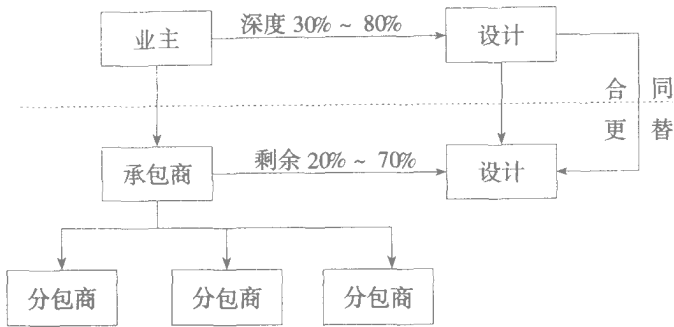 业主
深度 30% ~ 80%
设计
合同
更替
承包商
剩余 20% ~ 70%
设计
分包商
分包商
分包商